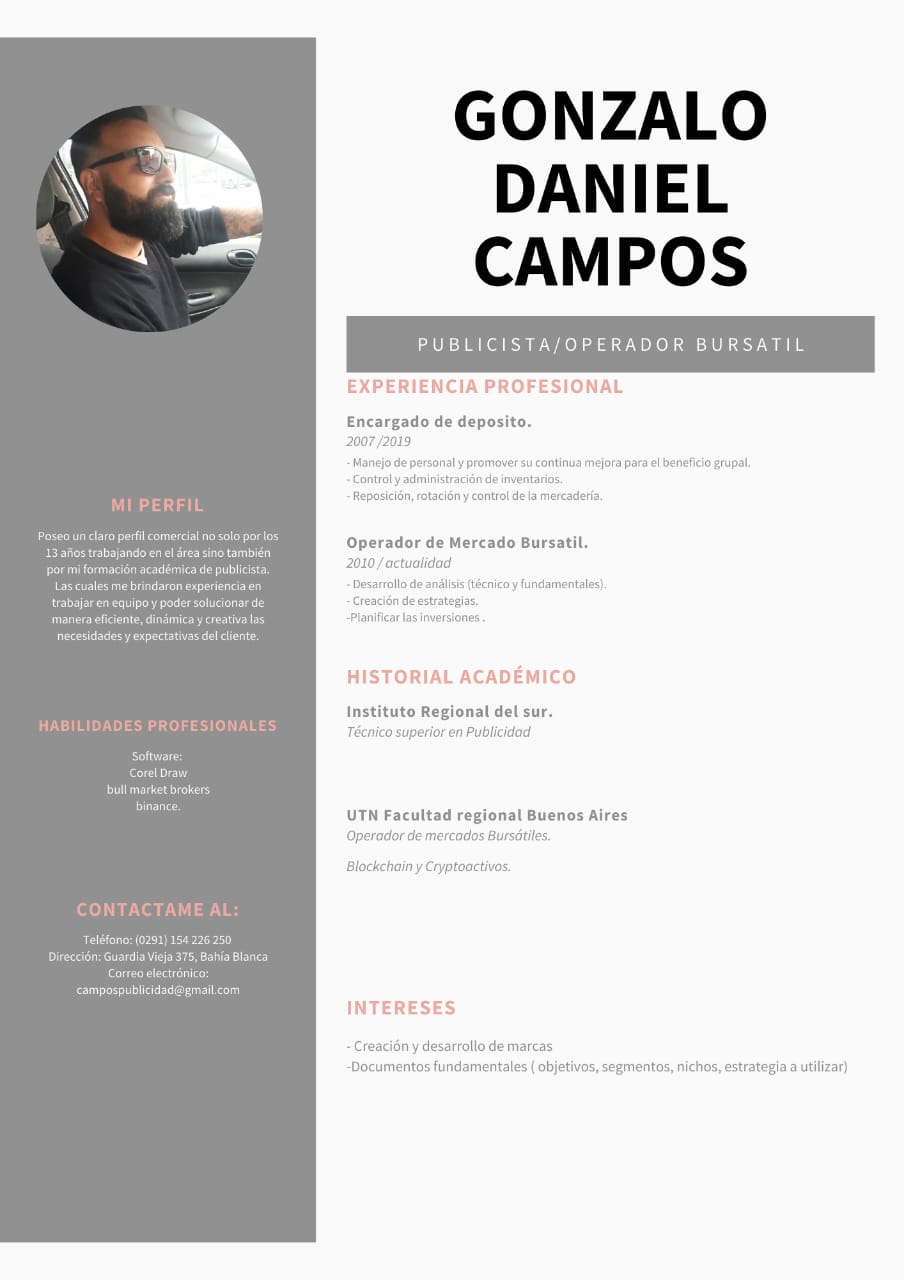 GONZALO
DANIEL
CAMPOS
PUBLICISTA/OPERADOR BURSATIL
EXPERIENCIA PROFESIONAL
Encargado de deposito.
2007 /2019
- Manejo de personal y promover su continua mejora para el beneficio grupal.
- Control y administración de inventarios.
- Reposición, rotación y control de la mercadería.
Operador de Mercado Bursatil.
2010 / actualidad
- Desarrollo de análisis (técnico y fundamentales).
- Creación de estrategias.
-Planificar las inversiones .
HISTORIAL ACADÉMICO
Instituto Regional del sur.
Técnico superior en Publicidad
UTN Facultad regional Buenos Aires
Operador de mercados Bursátiles.
Blockchain y Cryptoactivos.
INTERESES
- Creación y desarrollo de marcas
-Documentos fundamentales ( objetivos, segmentos, nichos, estrategia a utilizar)
MI PERFIL
Poseo un claro perfil comercial no solo por los
13 años trabajando en el área sino también
por mi formación académica de publicista.
Las cuales me brindaron experiencia en
trabajar en equipo y poder solucionar de
manera eficiente, dinámica y creativa las
necesidades y expectativas del cliente.
HABILIDADES PROFESIONALES
Software:
Corel Draw
bull market brokers
binance.
CONTACTAME AL:
Teléfono: (0291) 154 226 250
Dirección: Guardia Vieja 375, Bahía Blanca
Correo electrónico:
campospublicidad@gmail.com